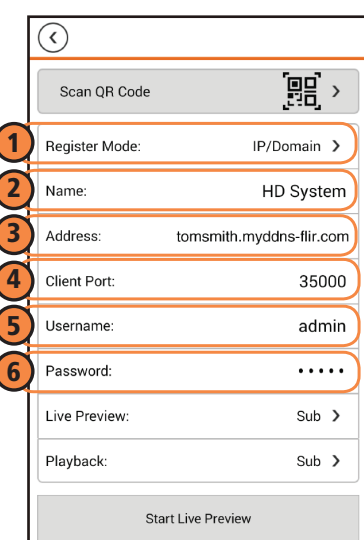 Scan QR Code
1 Register Mode: IP/Domain
2 Name: HD System
3 Address: tomsmith.myddns-flir.com
4 Client Port: 35000
5 Username: admin
6 Password: •••••
Live Preview: Sub
Playback: Sub
Start Live Preview